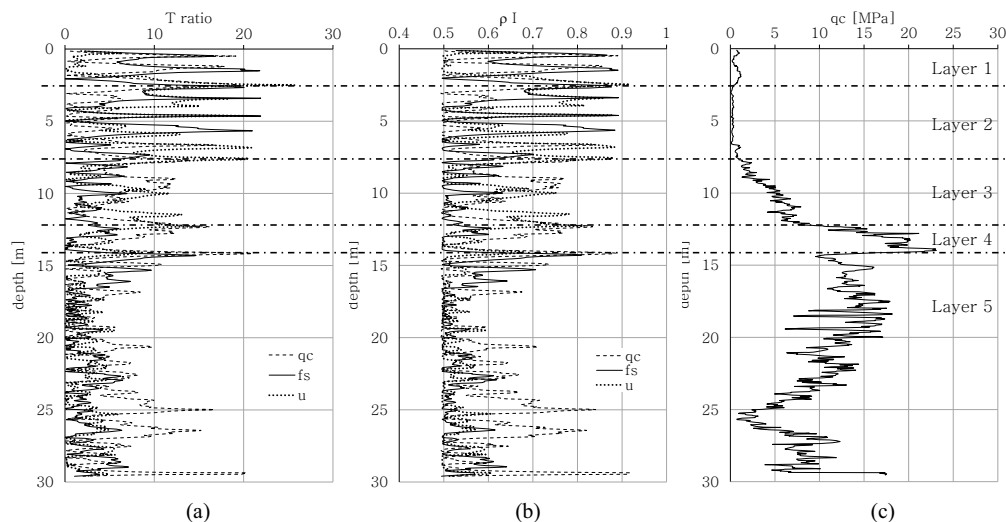 T ratio
0 10 20 30
0
5
10
15
20
25
30
depth [m]
qc
fs
u
(a)
ρ I
0.4 0.5 0.6 0.7 0.8 0.9 1
0
5
10
15
20
25
30
depth [m]
qc
fs
u
(b)
qc [MPa]
0 5 10 15 20 25 30
0
5
10
15
20
25
30
depth [m]
Layer 1
Layer 2
Layer 3
Layer 4
Layer 5
(c)